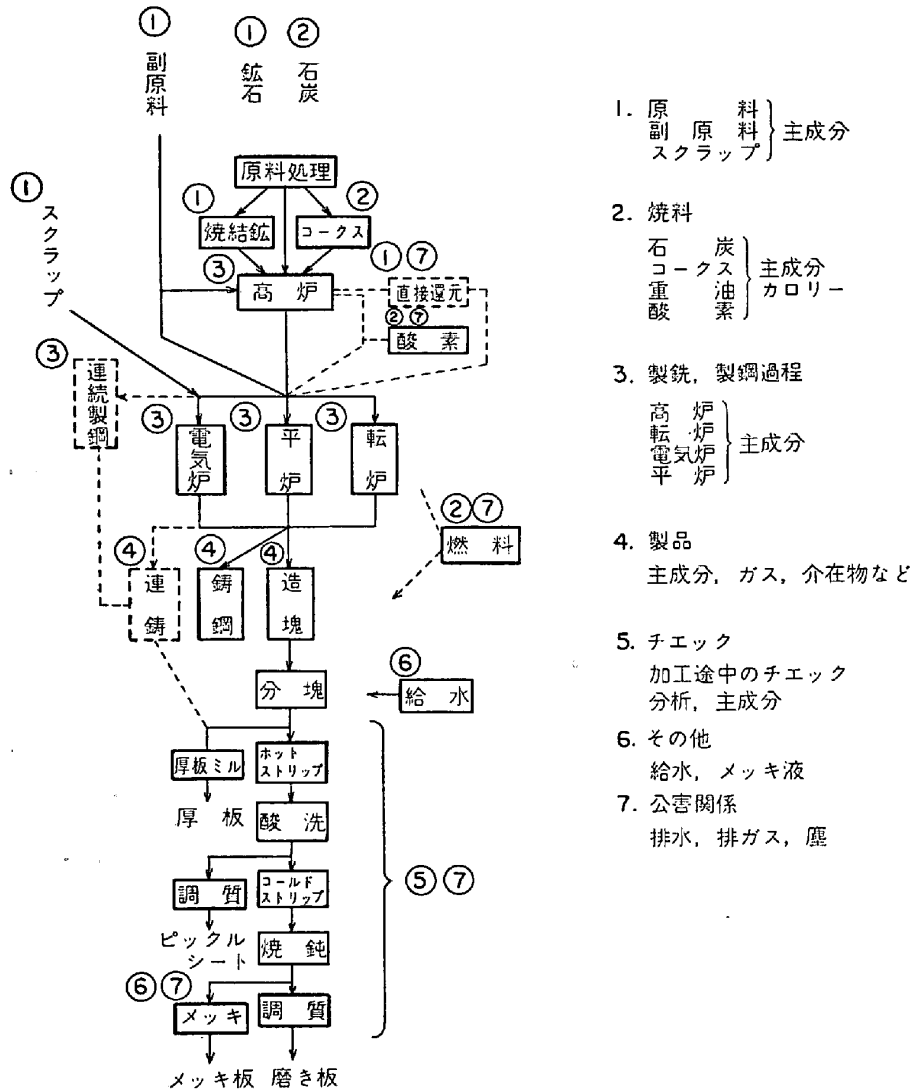 ① ① ②
副原料
鉱石
石炭
原料処理
① ②
焼結鉱 コークス
①
スクラップ
③ ① ⑦
高炉 直接還元
② ⑦
酸素
③
連続製鋼
③ ③ ③
電気炉 平炉 転炉
② ⑦
燃料
④ ④ ④
連鋳 鋳鋼 造塊
分塊
⑥
給水
厚板ミル
ホットストリップ
厚板
酸洗
調質
コールドストリップ
⑤ ⑦
ピックル
シート
焼鈍
⑥ ⑦
メッキ 調質
メッキ板 磨き板
1. 原料
副原料
スクラップ
主成分
2. 焼料
石炭
コークス
重油
酸素
主成分
カロリー
3. 製銑, 製鋼過程
高炉
転炉
電気炉
平炉
主成分
4. 製品
主成分, ガス, 介在物など
5. チエック
加工途中のチエック
分析, 主成分
6. その他
給水, メッキ液
7. 公害関係
排水, 排ガス, 塵